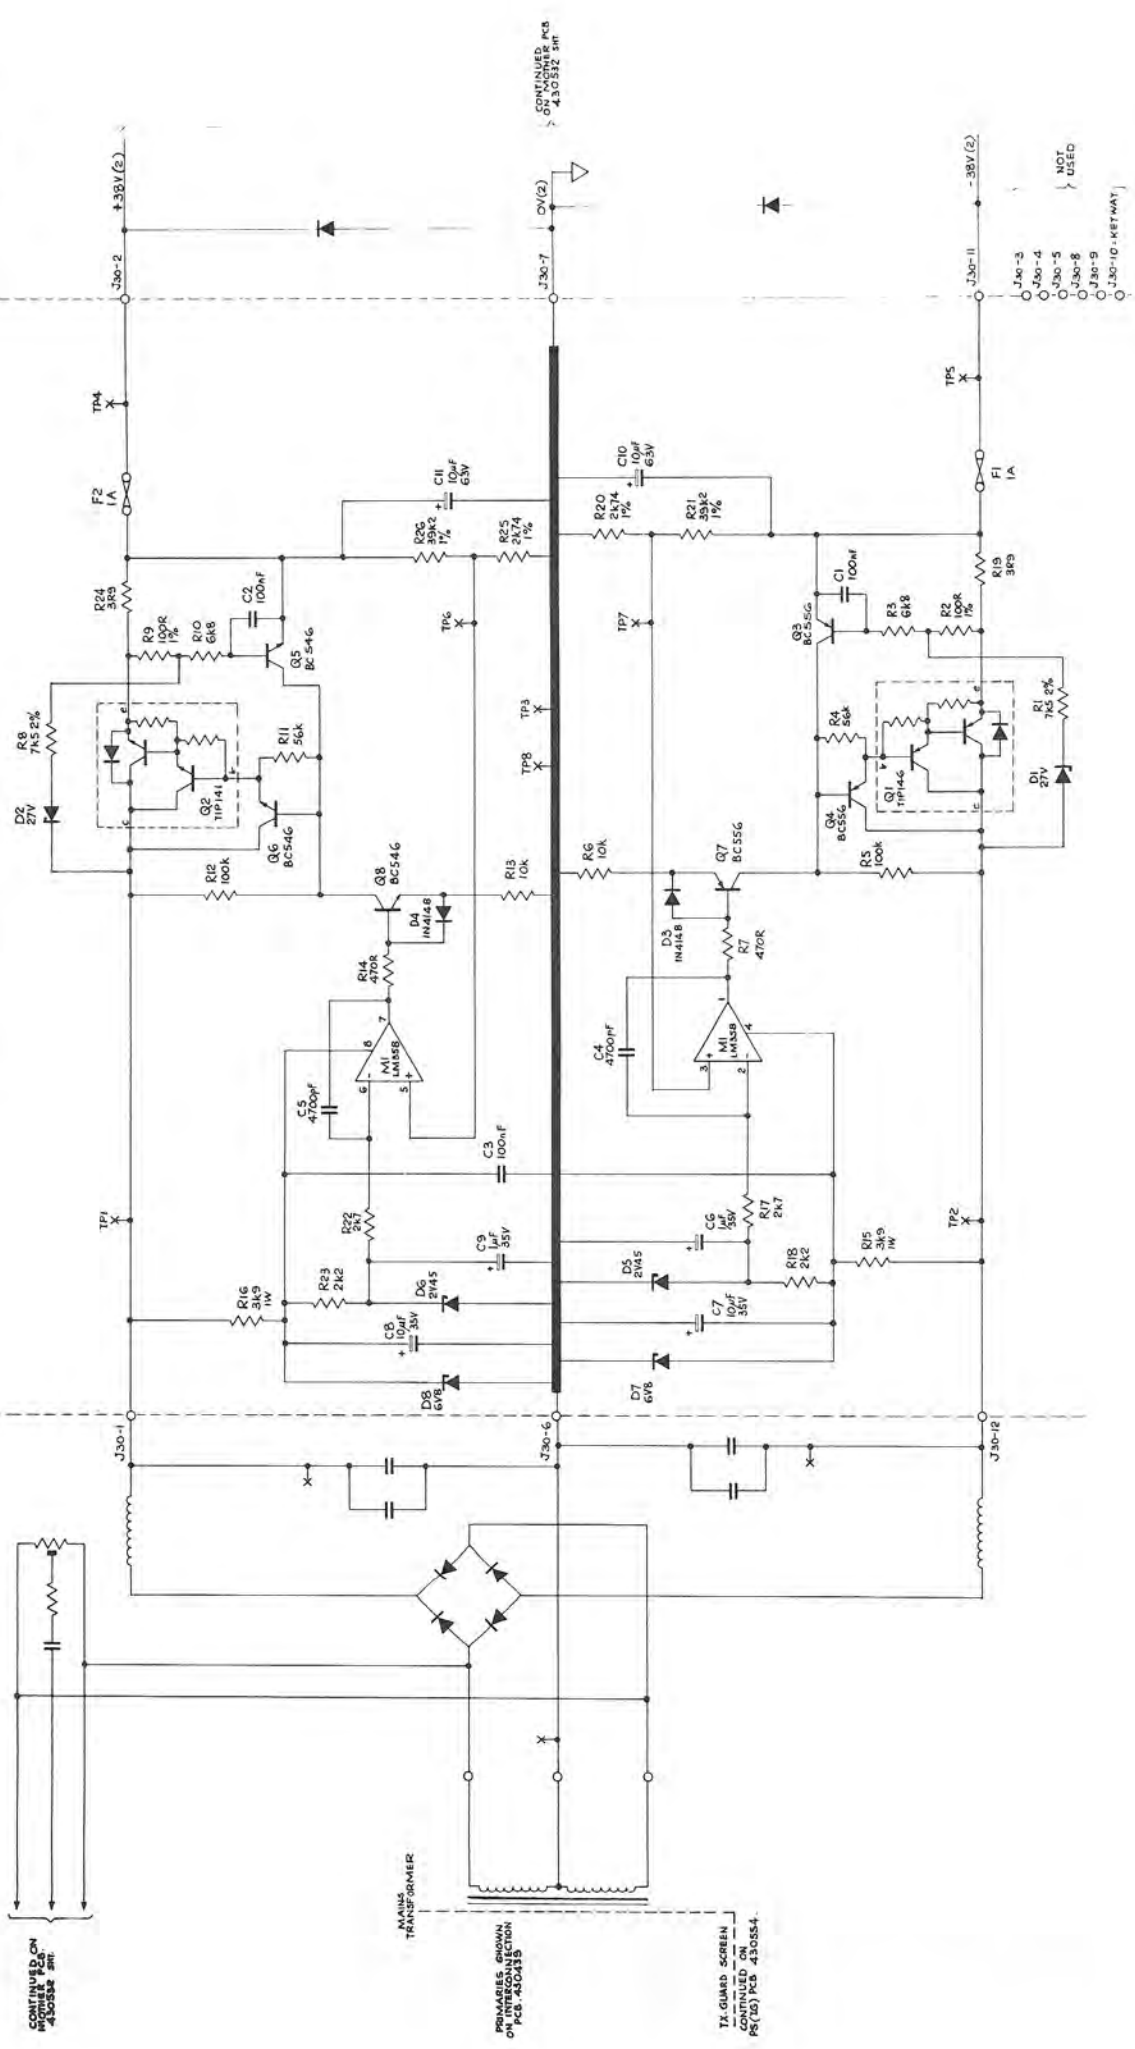 CONTINUED ON
MOTHER PCB.
430532 SHT.
MAINS
TRANSFORMER
PRIMARIES SHOWN
ON INTERCONNECTION
PCB. 430439
TX. GUARD SCREEN
CONTINUED ON
PS(IG) PCB 430554.
J30-1
J30-6
J30-12
TP1
R16
3k9
1W
R23
2k2
C8
10µF
35V
D8
6V8
D6
2V45
C9
1µF
35V
R22
2k7
C5
4700pF
C3
100nF
6
5
8
7
M1
LM358
R14
470R
D4
1N4148
Q8
BC546
R13
10k
R12
100k
D2
27V
R8
7k5 2%
Q6
BC546
Q2
TIP141
c
b
e
R11
56k
R9
100R
1%
R10
6k8
Q5
BC546
C2
100nF
R24
3R9
F2
1A
TP4
R26
39k2
1%
R25
2k74
1%
C11
10µF
63V
TP6
TP3
TP8
J30-2
+38V(2)
J30-7
0V(2)
CONTINUED
ON MOTHER PCB
430532 SHT
D7
6V8
C7
10µF
35V
D5
2V45
C6
1µF
35V
R18
2k2
R17
2k7
R15
3k9
1W
TP2
C4
4700pF
3
2
1
4
M1
LM358
R7
470R
D3
1N4148
R6
10k
Q7
BC556
R5
100k
Q4
BC556
R4
56k
Q1
TIP146
c
b
e
D1
27V
R1
7k5 2%
Q3
BC556
C1
100nF
R3
6k8
R2
100R
1%
R19
3R9
R20
2k74
1%
R21
39k2
1%
C10
10µF
63V
TP7
F1
1A
TP5
J30-11
-38V(2)
J30-3
J30-4
J30-5
J30-8
J30-9
J30-10-KEYWAY
NOT
USED